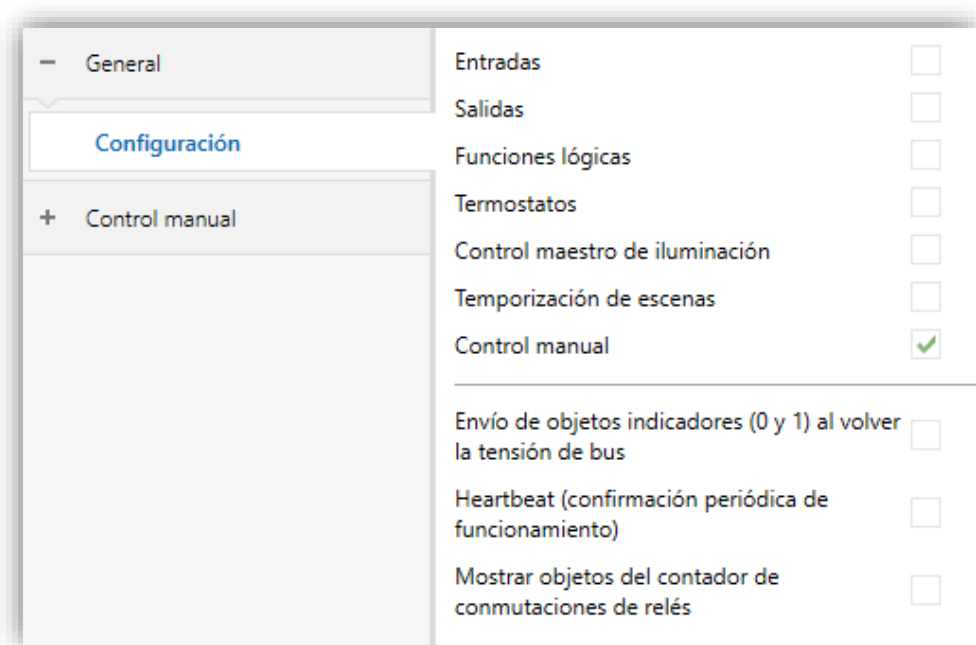 General
Configuración
Control manual
Entradas
Salidas
Funciones lógicas
Termostatos
Control maestro de iluminación
Temporización de escenas
Control manual
Envío de objetos indicadores (0 y 1) al volver
la tensión de bus
Heartbeat (confirmación periódica de
funcionamiento)
Mostrar objetos del contador de
conmutaciones de relés